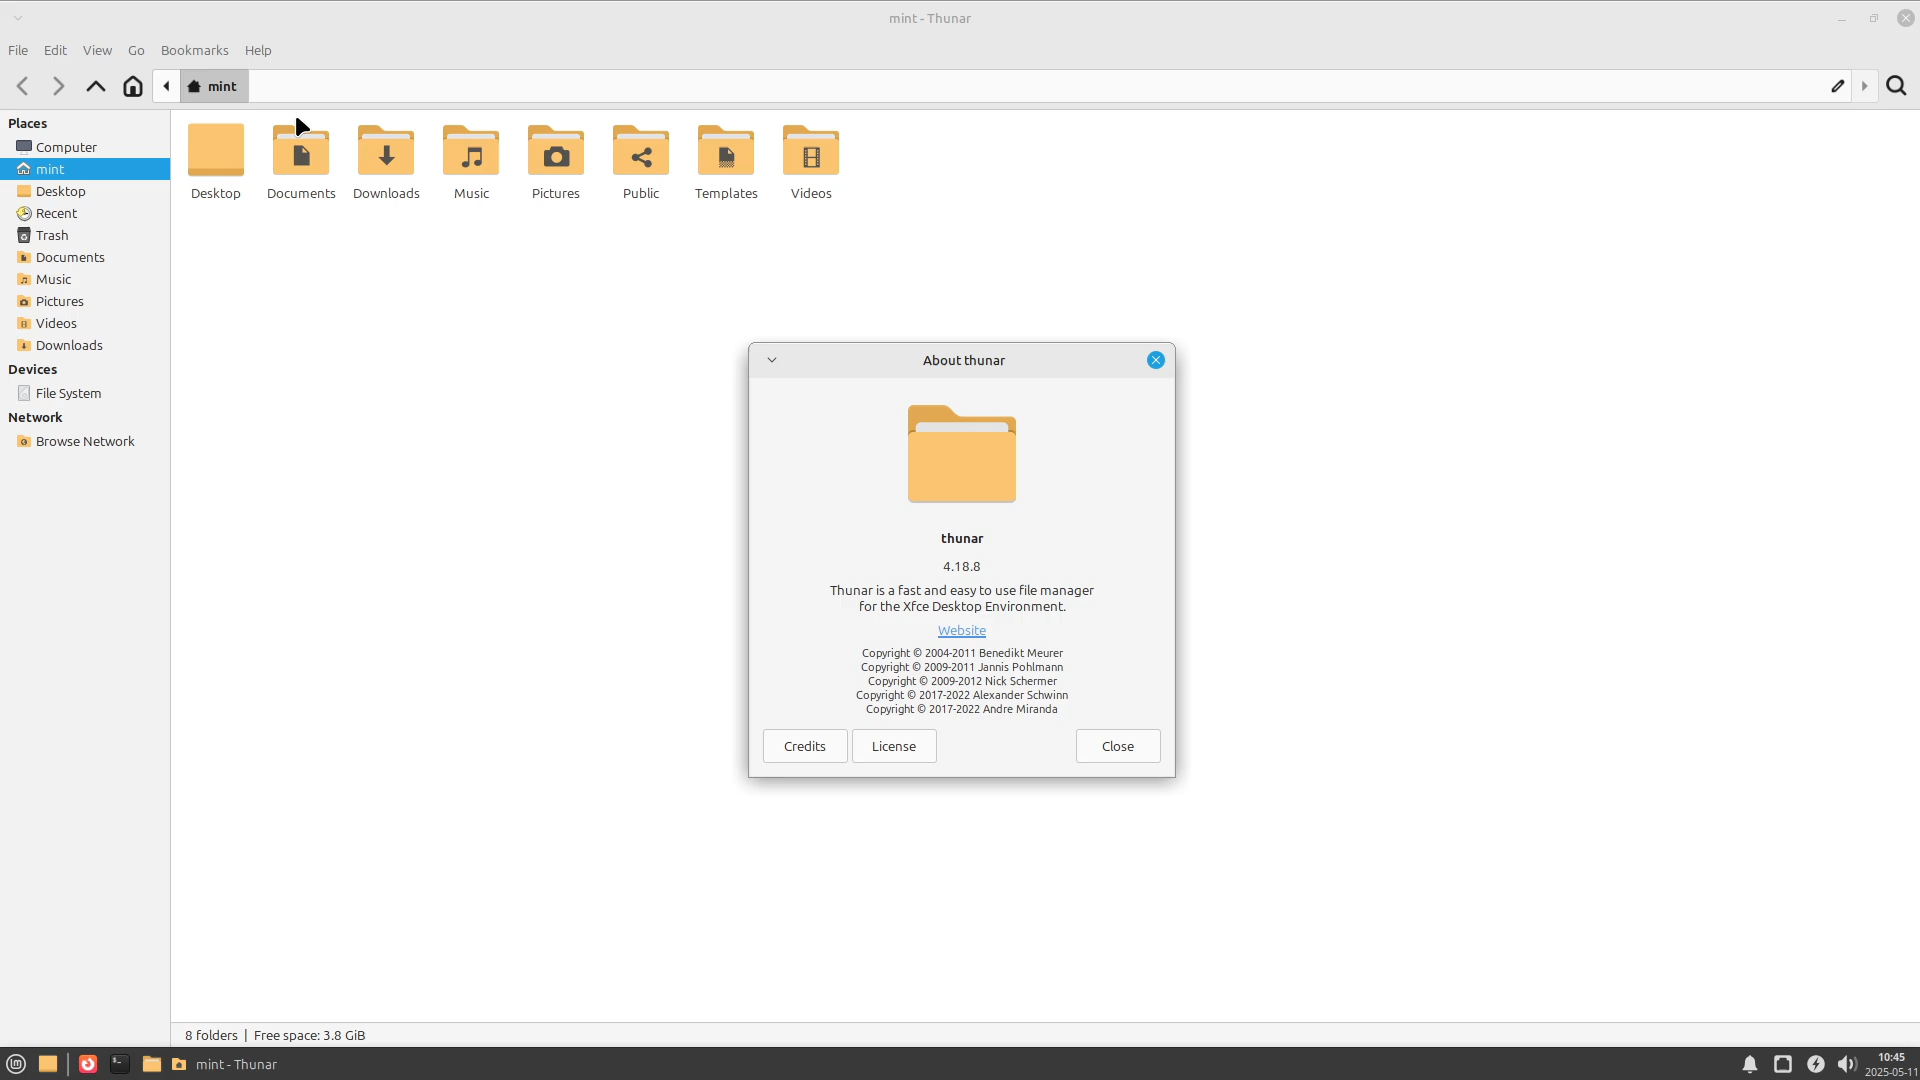 mint - Thunar
File Edit View Go Bookmarks Help
mint
Places
Computer
mint
Desktop
Recent
Trash
Documents
Music
Pictures
Videos
Downloads
Devices
File System
Network
Browse Network
Desktop Documents Downloads Music Pictures Public Templates Videos
About thunar
thunar
4.18.8
Thunar is a fast and easy to use file manager
for the Xfce Desktop Environment.
Website
Copyright © 2004-2011 Benedikt Meurer
Copyright © 2009-2011 Jannis Pohlmann
Copyright © 2009-2012 Nick Schermer
Copyright © 2017-2022 Alexander Schwinn
Copyright © 2017-2022 Andre Miranda
Credits License Close
8 folders | Free space: 3.8 GiB
mint - Thunar
10:45
2025-05-11